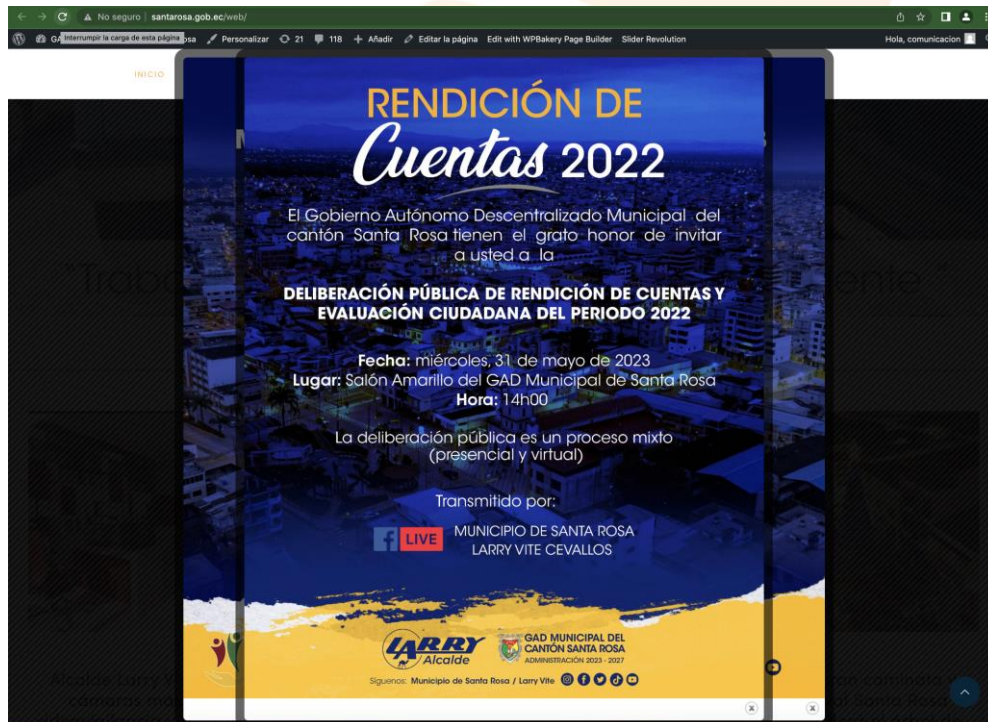 No seguro | santarosa.gob.ec/web/
Interrumpir la carga de esta página
Personalizar 21 118 + Añadir Editar la página Edit with WPBakery Page Builder Slider Revolution Hola, comunicacion
INICIO
RENDICIÓN DE
Cuentas 2022
El Gobierno Autónomo Descentralizado Municipal del
cantón Santa Rosa tienen el grato honor de invitar
a usted a la
DELIBERACIÓN PÚBLICA DE RENDICIÓN DE CUENTAS Y
EVALUACIÓN CIUDADANA DEL PERIODO 2022
Fecha: miércoles, 31 de mayo de 2023
Lugar: Salón Amarillo del GAD Municipal de Santa Rosa
Hora: 14h00
La deliberación pública es un proceso mixto
(presencial y virtual)
Transmitido por:
f LIVE MUNICIPIO DE SANTA ROSA
LARRY VITE CEVALLOS
LARRY
Alcalde
GAD MUNICIPAL DEL
CANTÓN SANTA ROSA
ADMINISTRACIÓN 2023 - 2027
Síguenos: Municipio de Santa Rosa / Larry Vite
x x